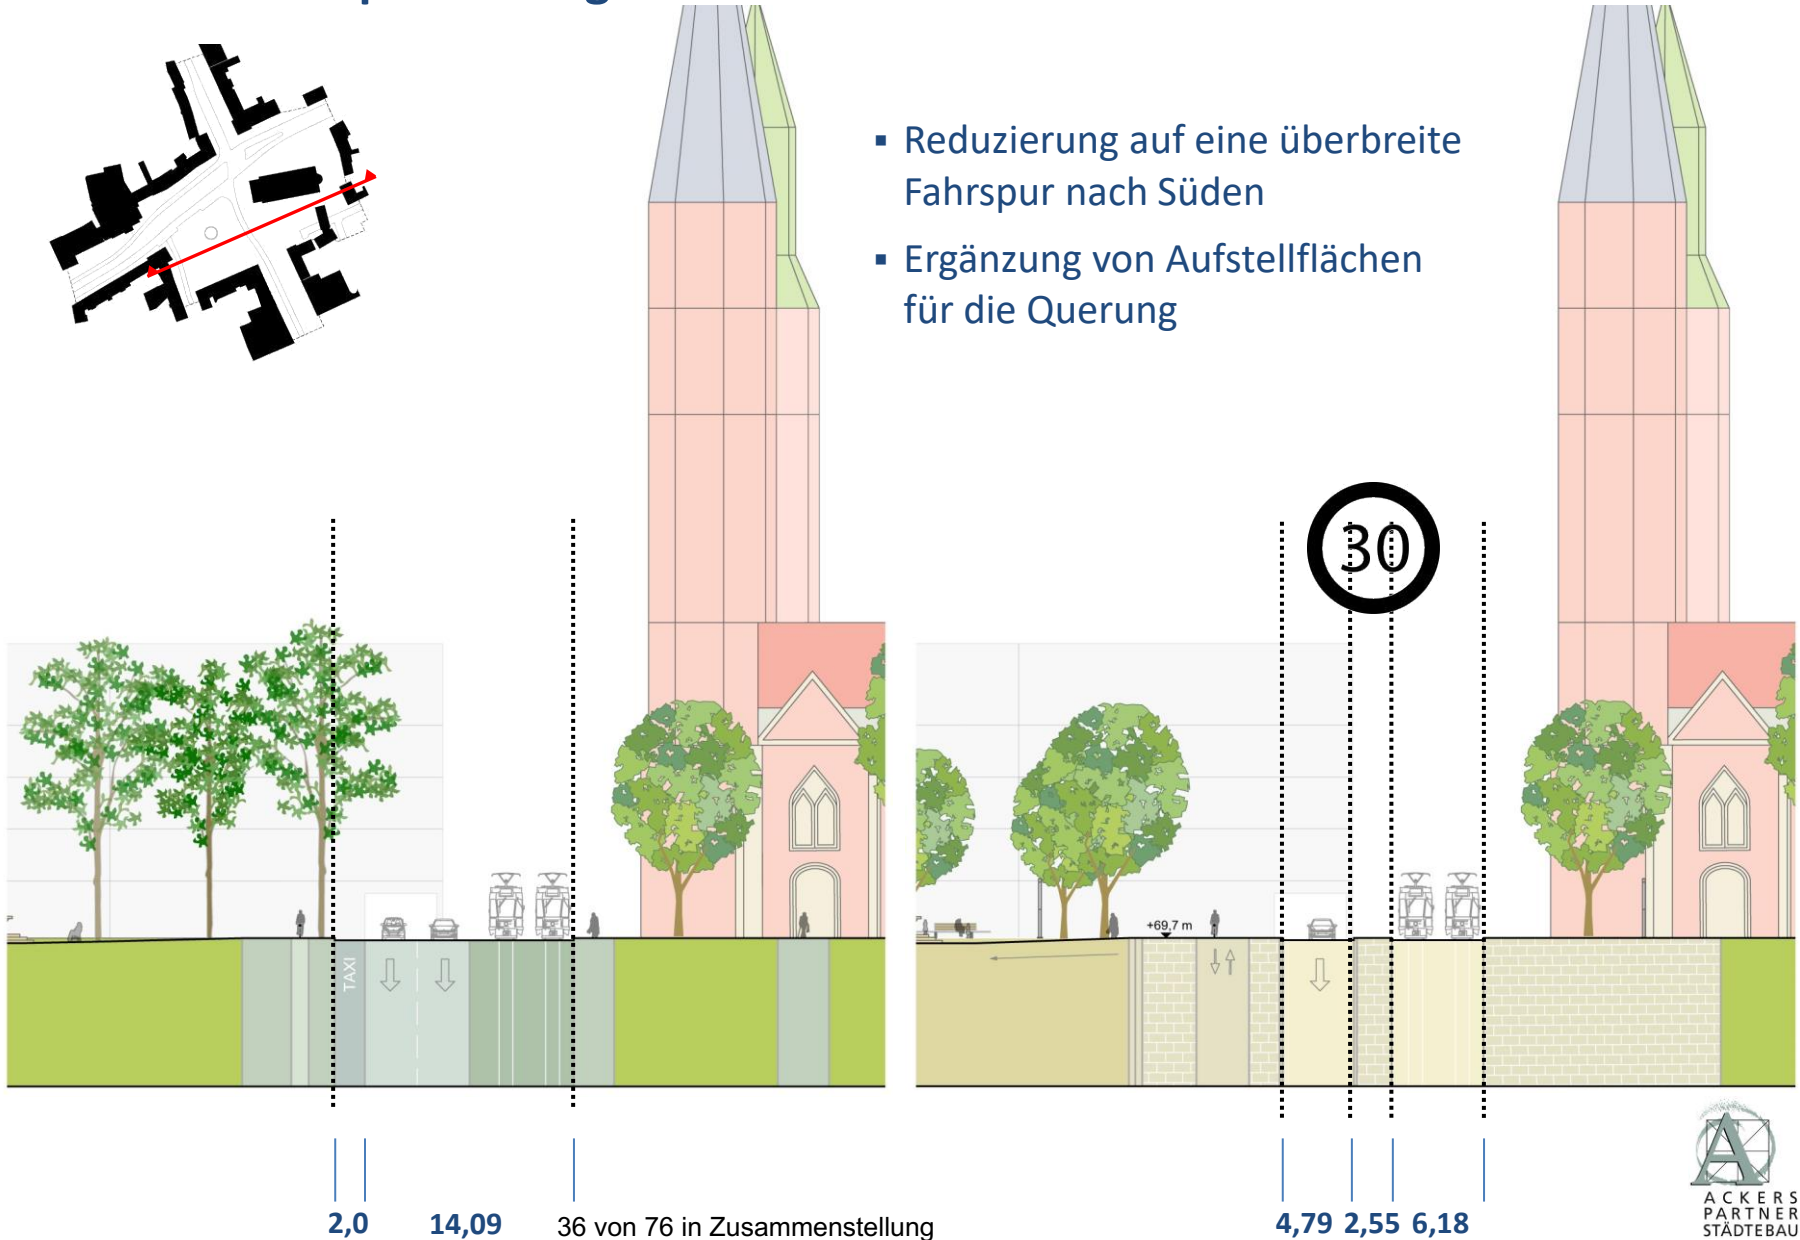 ▪ Reduzierung auf eine überbreite
Fahrspur nach Süden
▪ Ergänzung von Aufstellflächen
für die Querung
30
+69,7 m
TAXI
2,0
14,09
36 von 76 in Zusammenstellung
4,79 2,55 6,18
A
ACKERS
PARTNER
STÄDTEBAU